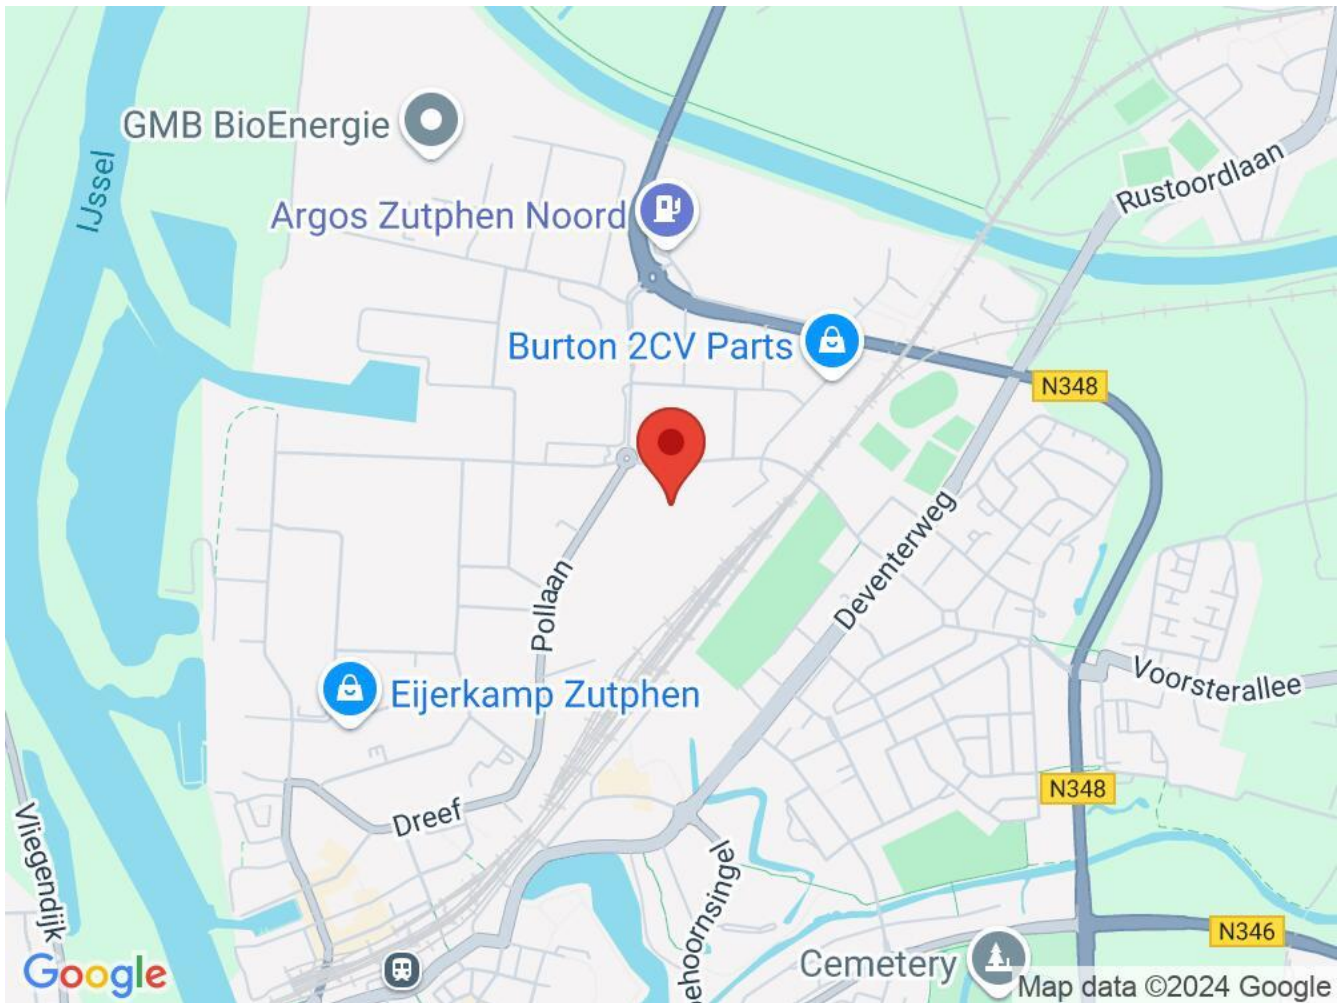 GMB BioEnergie
IJssel
Rustoordlaan
Argos Zutphen Noord
Burton 2CV Parts
N348
Deventerweg
Pollaan
Voorsterallee
Eijerkamp Zutphen
N348
Dreef
Vliegendijk
ehoornsingel
N346
Cemetery
Google
Map data ©2024 Google